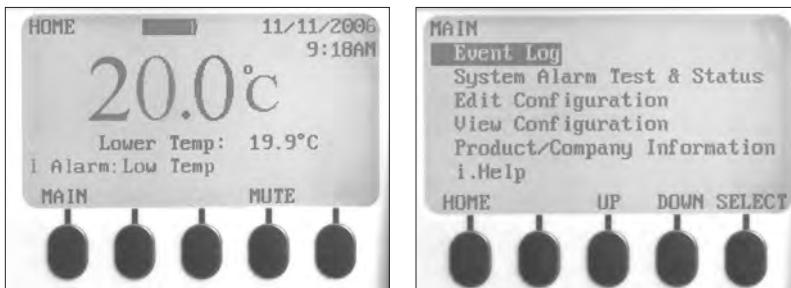 HOME 11/11/2006
9:18AM
20.0°C
Lower Temp: 19.9°C
i Alarm:Low Temp
MAIN MUTE
MAIN
Event Log
System Alarm Test & Status
Edit Configuration
View Configuration
Product/Company Information
i.Help
HOME UP DOWN SELECT